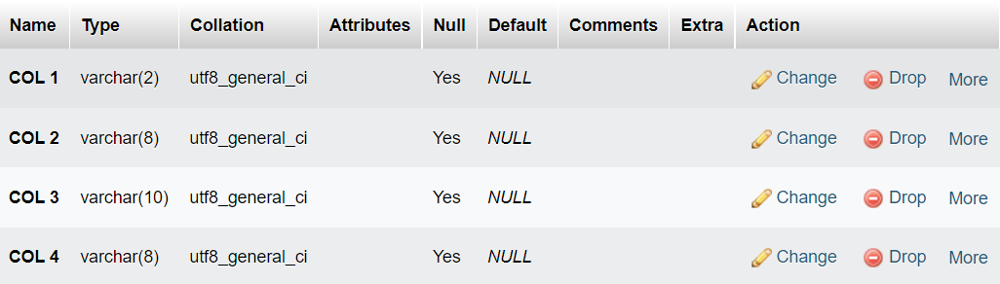 Name Type Collation Attributes Null Default Comments Extra Action
COL 1 varchar(2) utf8_general_ci Yes NULL Change Drop More
COL 2 varchar(8) utf8_general_ci Yes NULL Change Drop More
COL 3 varchar(10) utf8_general_ci Yes NULL Change Drop More
COL 4 varchar(8) utf8_general_ci Yes NULL Change Drop More